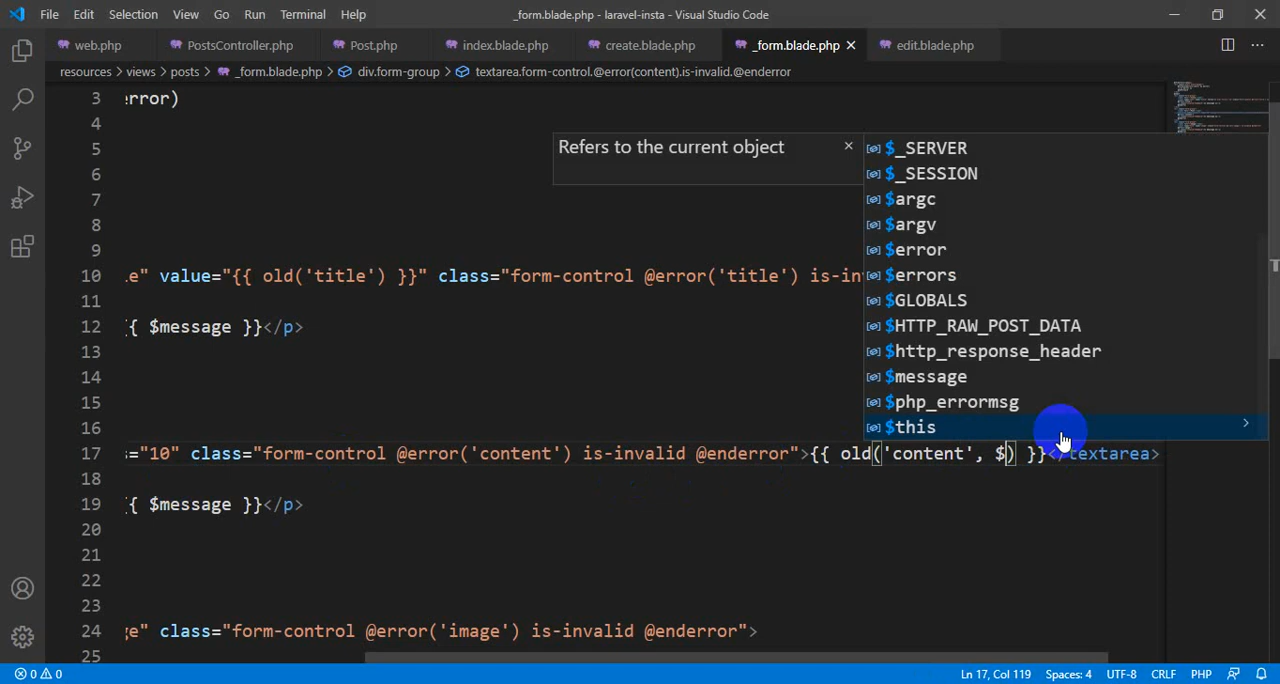 File Edit Selection View Go Run Terminal Help _form.blade.php - laravel-insta - Visual Studio Code
web.php PostsController.php Post.php index.blade.php create.blade.php _form.blade.php edit.blade.php
resources > views > posts > _form.blade.php > div.form-group > textarea.form-control.@error(content).is-invalid.@enderror
3 error)
4
5
6
7
8
9
10 e" value="{{ old('title') }}" class="form-control @error('title') is-in
11
12 { $message }}</p>
13
14
15
16
17 ="10" class="form-control @error('content') is-invalid @enderror">{{ old('content', $) }}</textarea>
18
19 { $message }}</p>
20
21
22
23
24 ge" class="form-control @error('image') is-invalid @enderror">
25
Refers to the current object
$_SERVER
$_SESSION
$argc
$argv
$error
$errors
$GLOBALS
$HTTP_RAW_POST_DATA
$http_response_header
$message
$php_errormsg
$this
0 0 Ln 17, Col 119 Spaces: 4 UTF-8 CRLF PHP